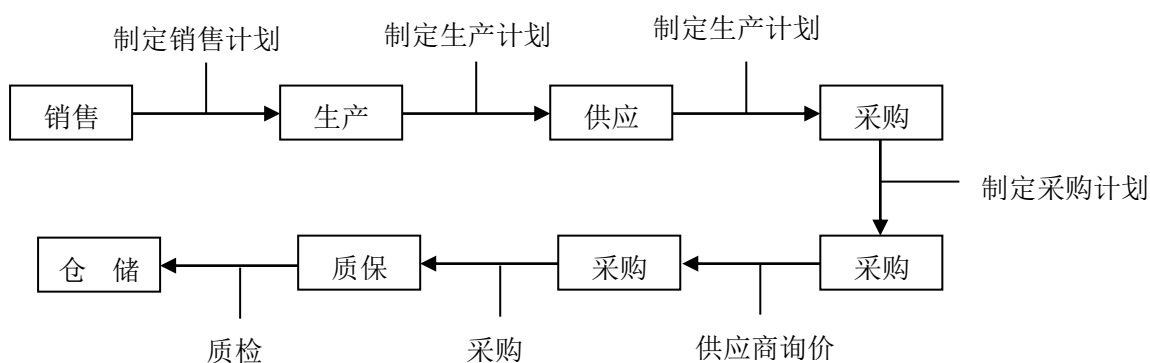 制定销售计划
制定生产计划
制定生产计划
销售
生产
供应
采购
制定采购计划
仓 储
质保
采购
采购
质检
采购
供应商询价